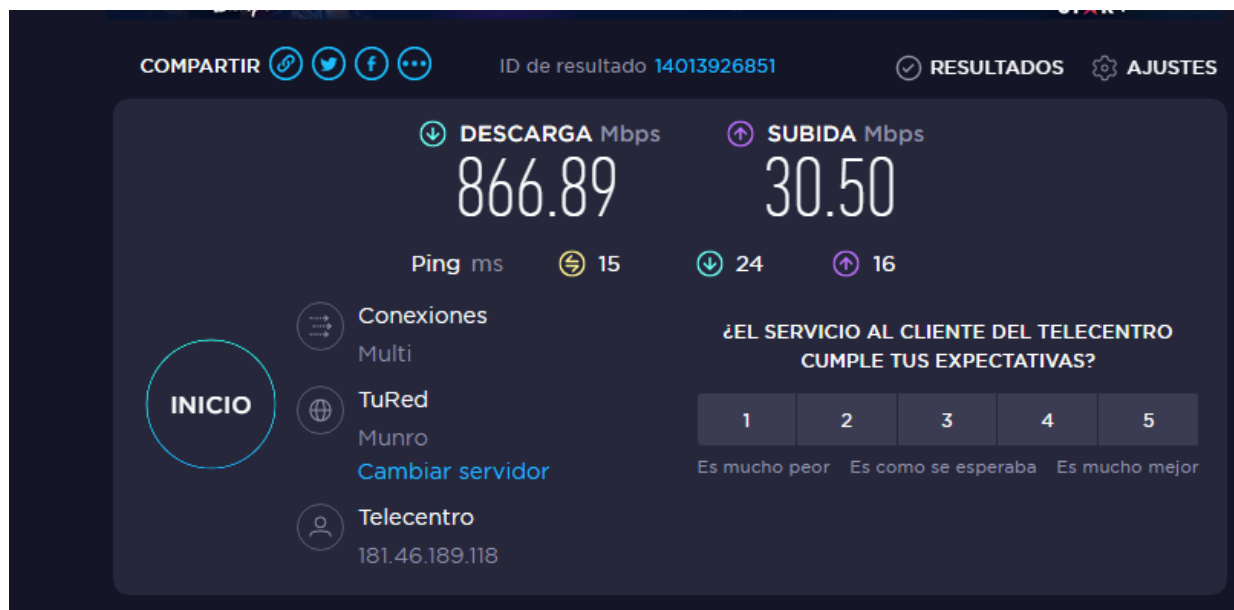 COMPARTIR
ID de resultado 14013926851
RESULTADOS
AJUSTES
DESCARGA Mbps
866.89
SUBIDA Mbps
30.50
Ping ms 15 24 16
INICIO
Conexiones
Multi
TuRed
Munro
Cambiar servidor
Telecentro
181.46.189.118
¿EL SERVICIO AL CLIENTE DEL TELECENTRO
CUMPLE TUS EXPECTATIVAS?
1 2 3 4 5
Es mucho peor Es como se esperaba Es mucho mejor